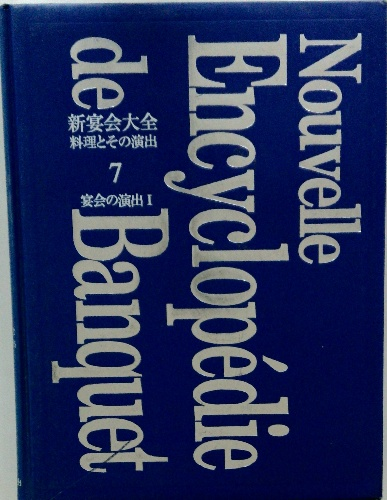 Nouvelle
Encyclopédie
de Banquet
新宴会大全
料理とその演出
7
宴会の演出 I